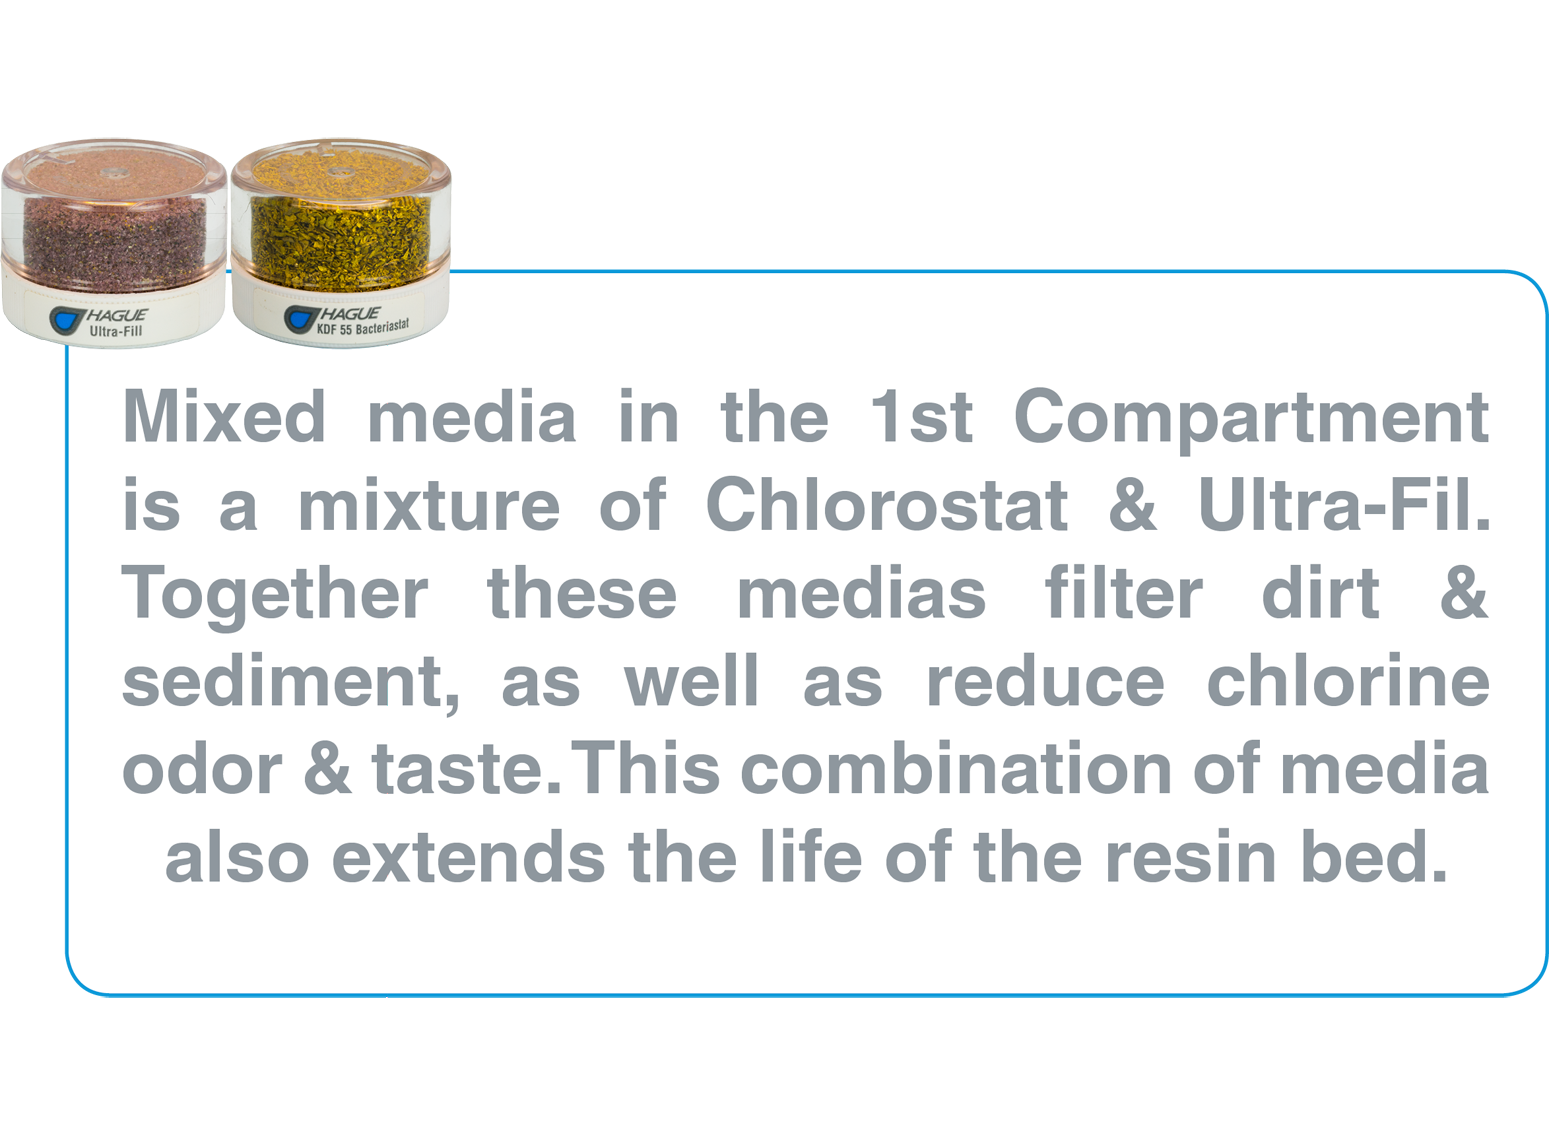 HAGUE
Ultra-Fill
HAGUE
KDF 55 Bacteriastat
Mixed media in the 1st Compartment
is a mixture of Chlorostat & Ultra-Fil.
Together these medias filter dirt &
sediment, as well as reduce chlorine
odor & taste. This combination of media
also extends the life of the resin bed.